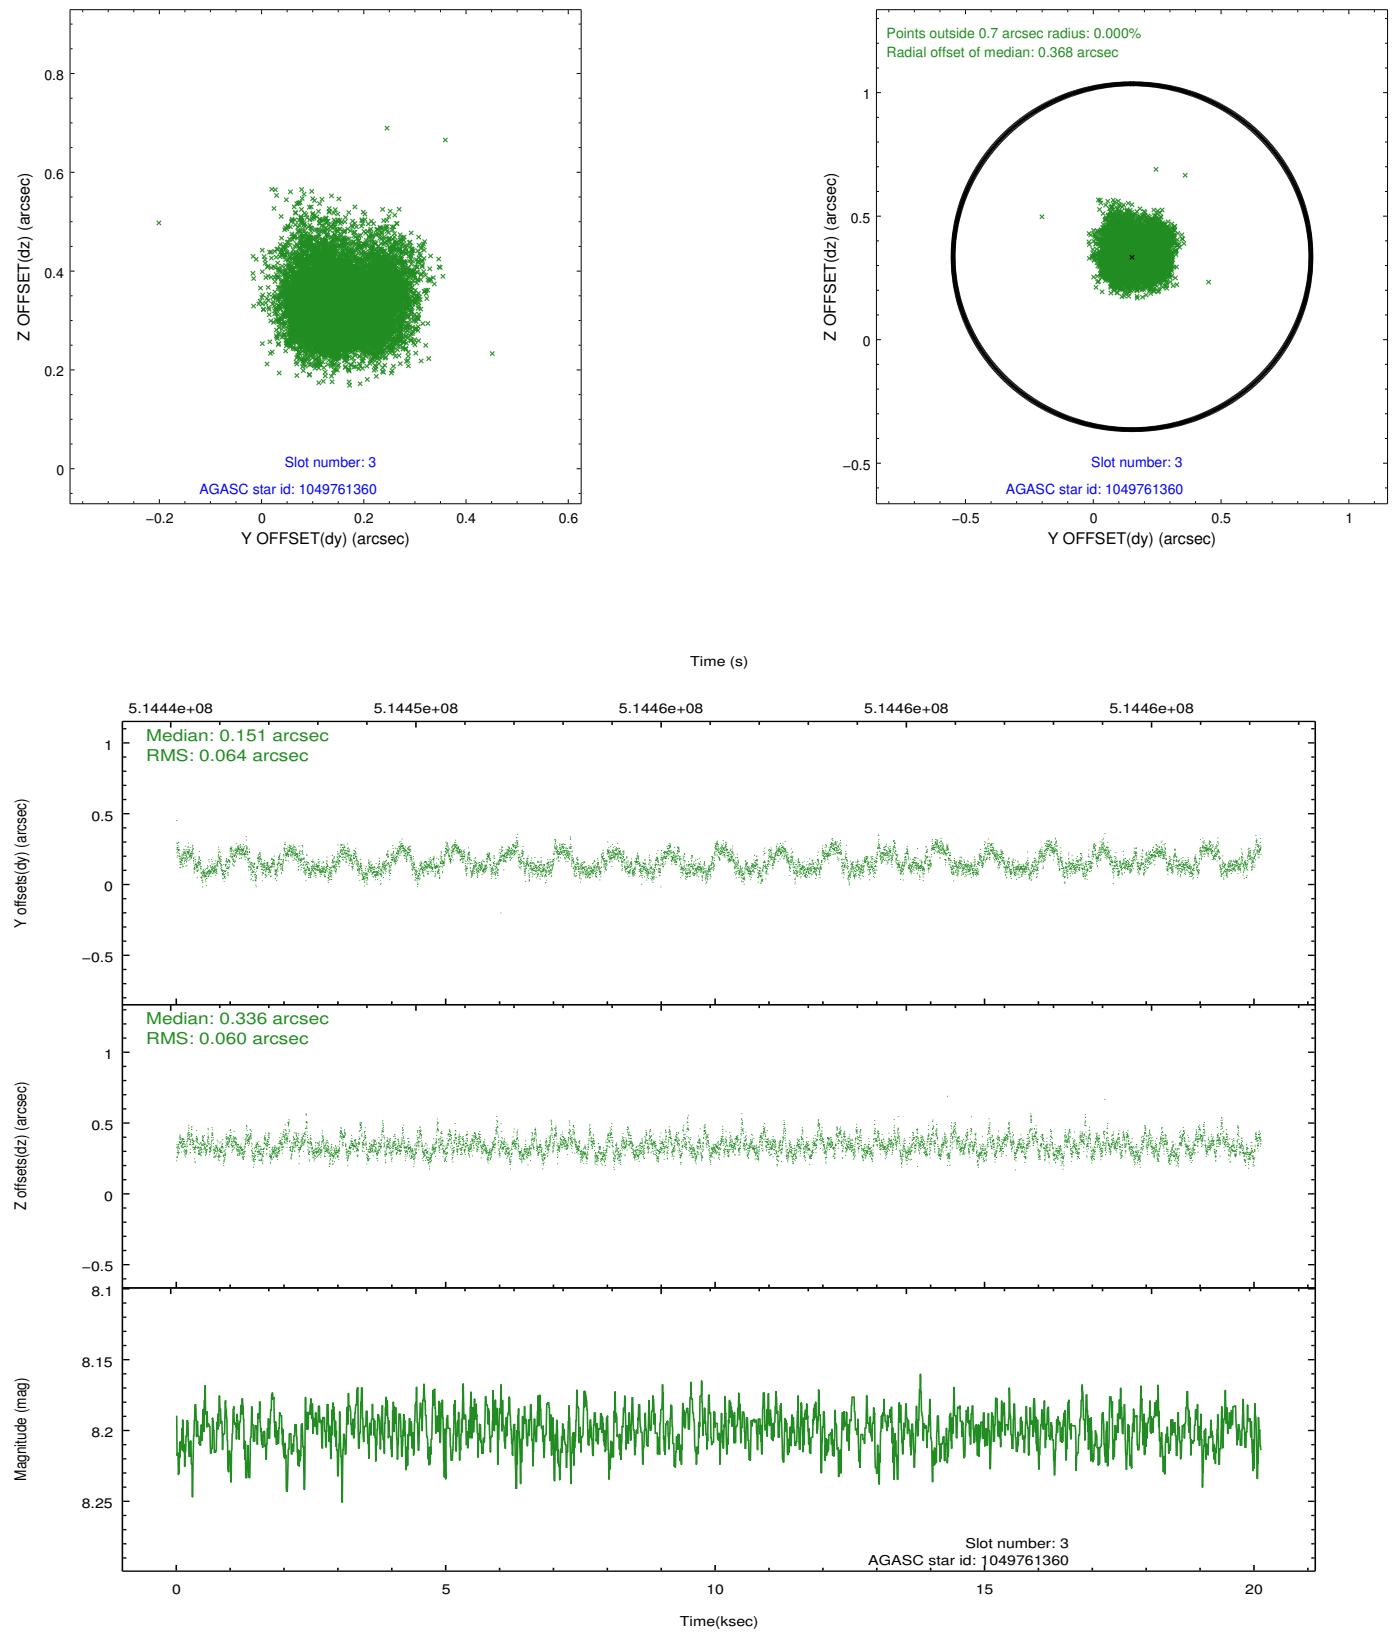 0.8
0.6
0.4
0.2
0
−0.2
0
0.2
0.4
0.6
Z OFFSET(dz) (arcsec)
Y OFFSET(dy) (arcsec)
Slot number: 3
AGASC star id: 1049761360
Points outside 0.7 arcsec radius: 0.000%
Radial offset of median: 0.368 arcsec
1
0.5
0
−0.5
−0.5
0
0.5
1
Z OFFSET(dz) (arcsec)
Y OFFSET(dy) (arcsec)
Slot number: 3
AGASC star id: 1049761360
Time (s)
5.1444e+08
5.1445e+08
5.1446e+08
5.1446e+08
5.1446e+08
Median: 0.151 arcsec
RMS: 0.064 arcsec
1
0.5
0
−0.5
Y offsets(dy) (arcsec)
Median: 0.336 arcsec
RMS: 0.060 arcsec
1
0.5
0
−0.5
Z offsets(dz) (arcsec)
8.1
8.15
8.2
8.25
Magnitude (mag)
Slot number: 3
AGASC star id: 1049761360
0
5
10
15
20
Time(ksec)